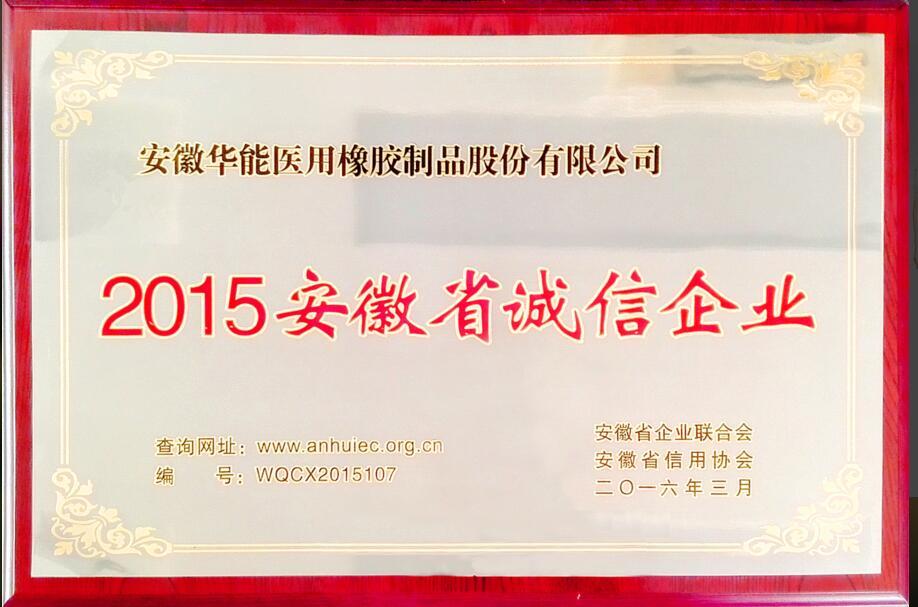 安徽华能医用橡胶制品股份有限公司
2015安徽省诚信企业
查询网址：www.anhuiec.org.cn
编　　号：WQCX2015107
安徽省企业联合会
安徽省信用协会
二〇一六年三月